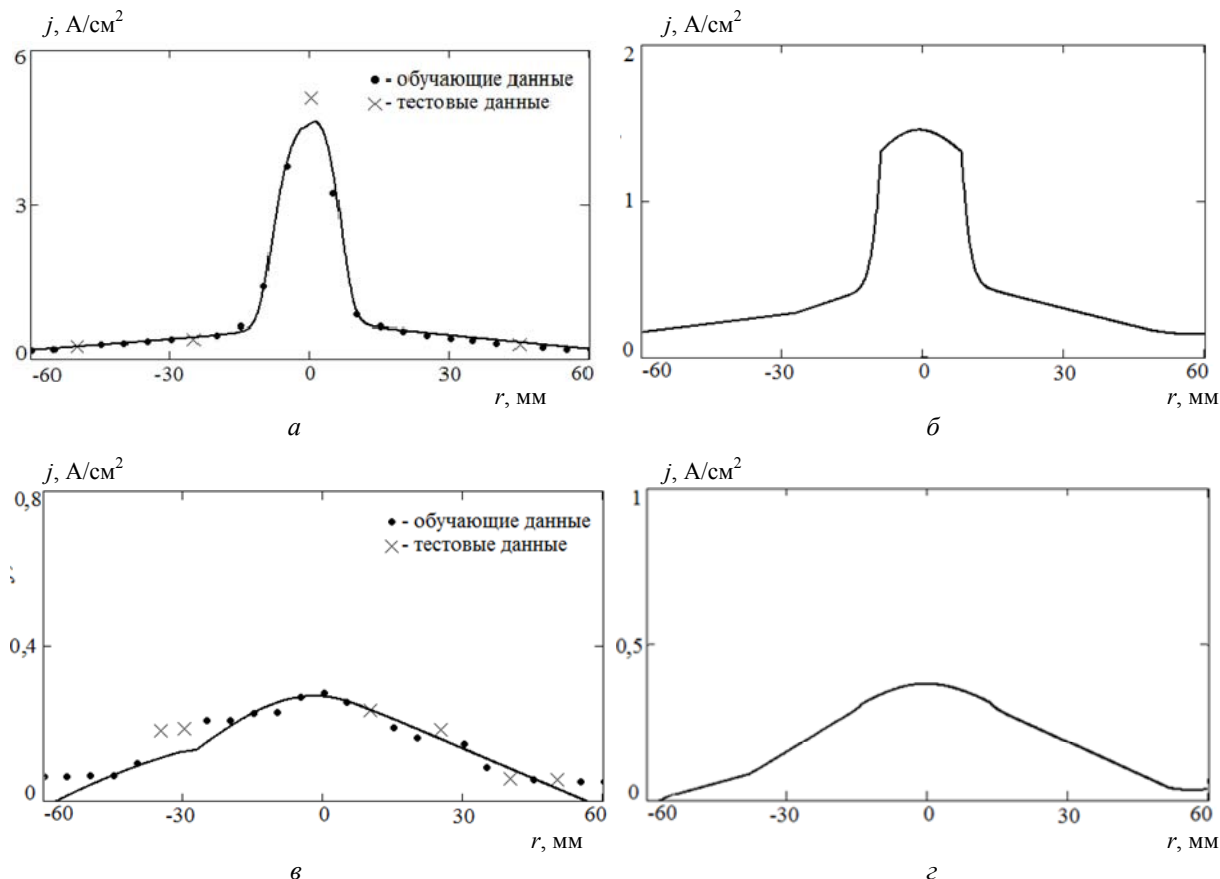 j, А/см²
6
• - обучающие данные
× - тестовые данные
3
0
-60 -30 0 30 60
r, мм
а
j, А/см²
2
1
0
-60 -30 0 30 60
r, мм
б
j, А/см²
0,8
• - обучающие данные
× - тестовые данные
0,4
0
-60 -30 0 30 60
r, мм
в
j, А/см²
1
0,5
0
-60 -30 0 30 60
r, мм
г